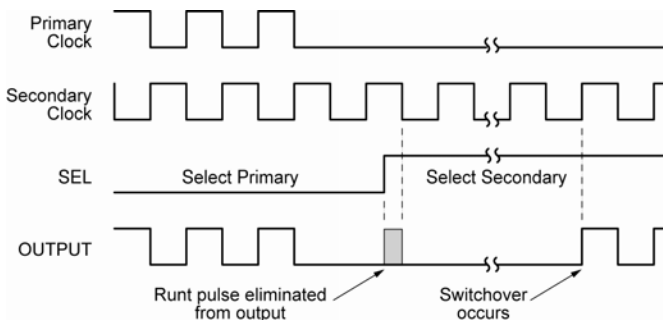 Primary
Clock
Secondary
Clock
SEL
Select Primary
Select Secondary
OUTPUT
Runt pulse eliminated
from output
Switchover
occurs